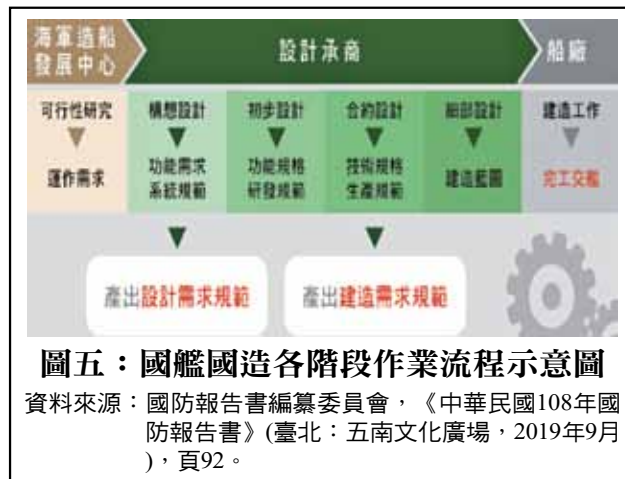 海軍造船
發展中心
設計承商
船廠
可行性研究
構想設計
初步設計
合約設計
細部設計
建造工作
運作需求
功能需求
系統規範
功能規格
研發規範
技術規格
生產規範
建造藍圖
完工交艦
產出設計需求規範
產出建造需求規範
圖五：國艦國造各階段作業流程示意圖
資料來源：國防報告書編纂委員會，《中華民國108年國
防報告書》(臺北：五南文化廣場，2019年9月
)，頁92。